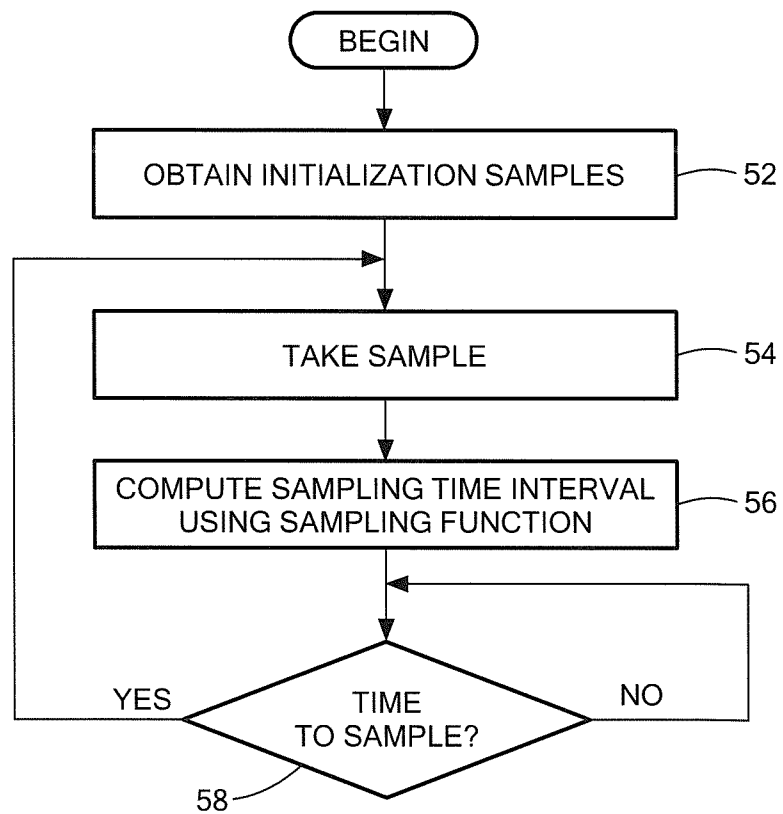 BEGIN
OBTAIN INITIALIZATION SAMPLES
52
TAKE SAMPLE
54
COMPUTE SAMPLING TIME INTERVAL
USING SAMPLING FUNCTION
56
YES
TIME
TO SAMPLE?
NO
58